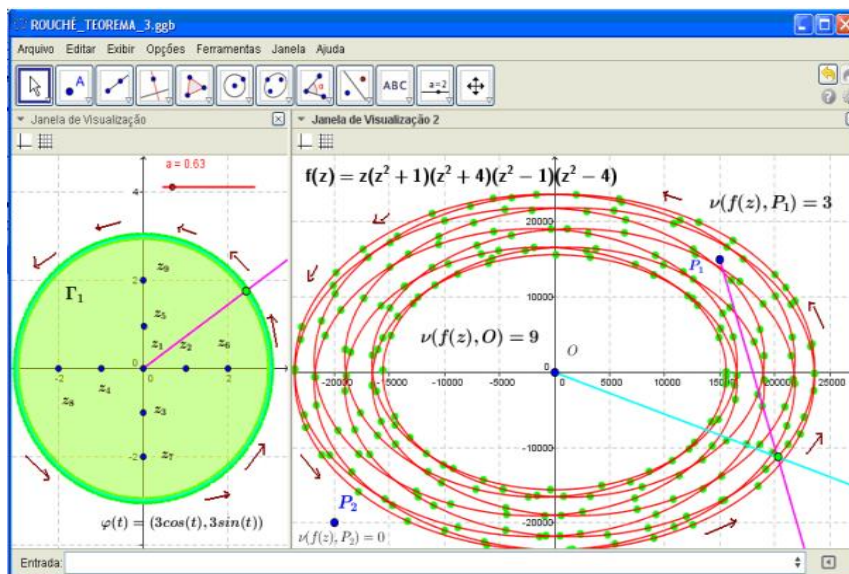 ROUCHÉ_TEOREMA_3.ggb
Arquivo Editar Exibir Opções Ferramentas Janela Ajuda
A
α
ABC
a=2
Janela de Visualização
Janela de Visualização 2
a = 0.63
4
2
0
-2
-2
0
2
z₉
Γ₁
z₅
z₁ z₂ z₆
z₄
z₈
z₃
z₇
φ(t) = (3cos(t), 3sin(t))
f(z) = z(z² + 1)(z² + 4)(z² − 1)(z² − 4)
ν(f(z), P₁) = 3
20000
P₁
10000
ν(f(z), O) = 9
O
0
-20000 -15000 -10000 -5000 0 5000 10000 15000 20000 25000
-10000
P₂
-20000
ν(f(z), P₂) = 0
Entrada: